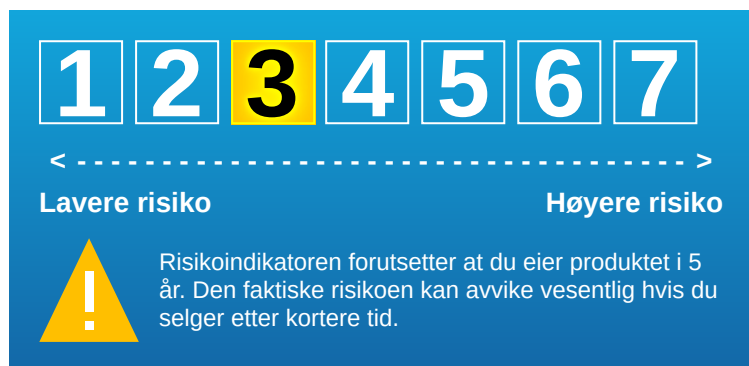 1 2 3 4 5 6 7
< - - - - - - - - - - - - - - - - - - - - - - - - - - - - - - - - - - - - >
Lavere risiko Høyere risiko
!
Risikoindikatoren forutsetter at du eier produktet i 5
år. Den faktiske risikoen kan avvike vesentlig hvis du
selger etter kortere tid.